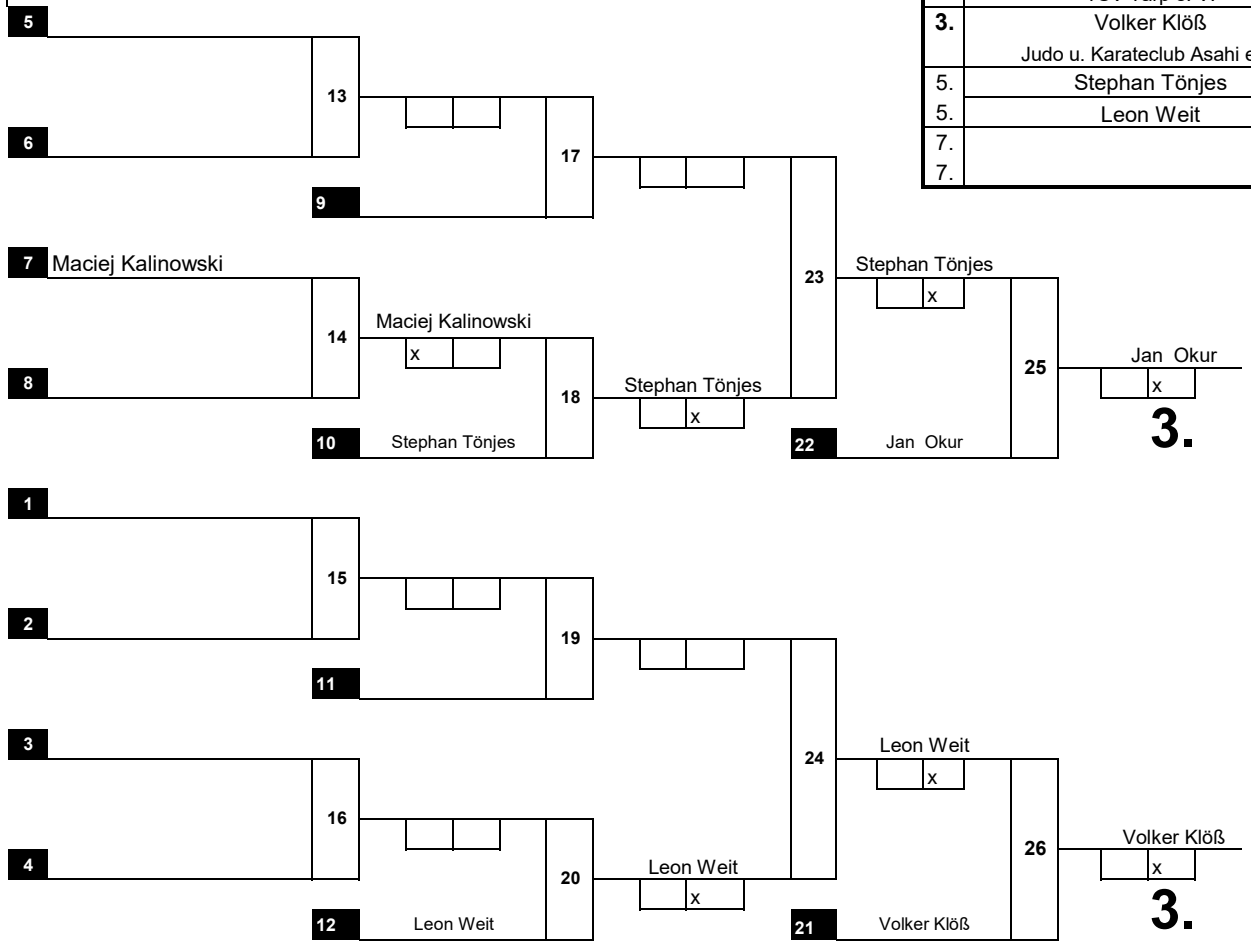 5
3.
Volker Klöß
Judo u. Karateclub Asahi e
5.
Stephan Tönjes
5.
Leon Weit
7.
7.
13
6
17
9
7 Maciej Kalinowski
23
Stephan Tönjes
x
14
Maciej Kalinowski
x
25
Jan Okur
x
3.
8
18
Stephan Tönjes
x
10 Stephan Tönjes
22 Jan Okur
1
15
2
19
11
3
24
Leon Weit
x
16
26
Volker Klöß
x
3.
4
20
Leon Weit
x
12 Leon Weit
21 Volker Klöß